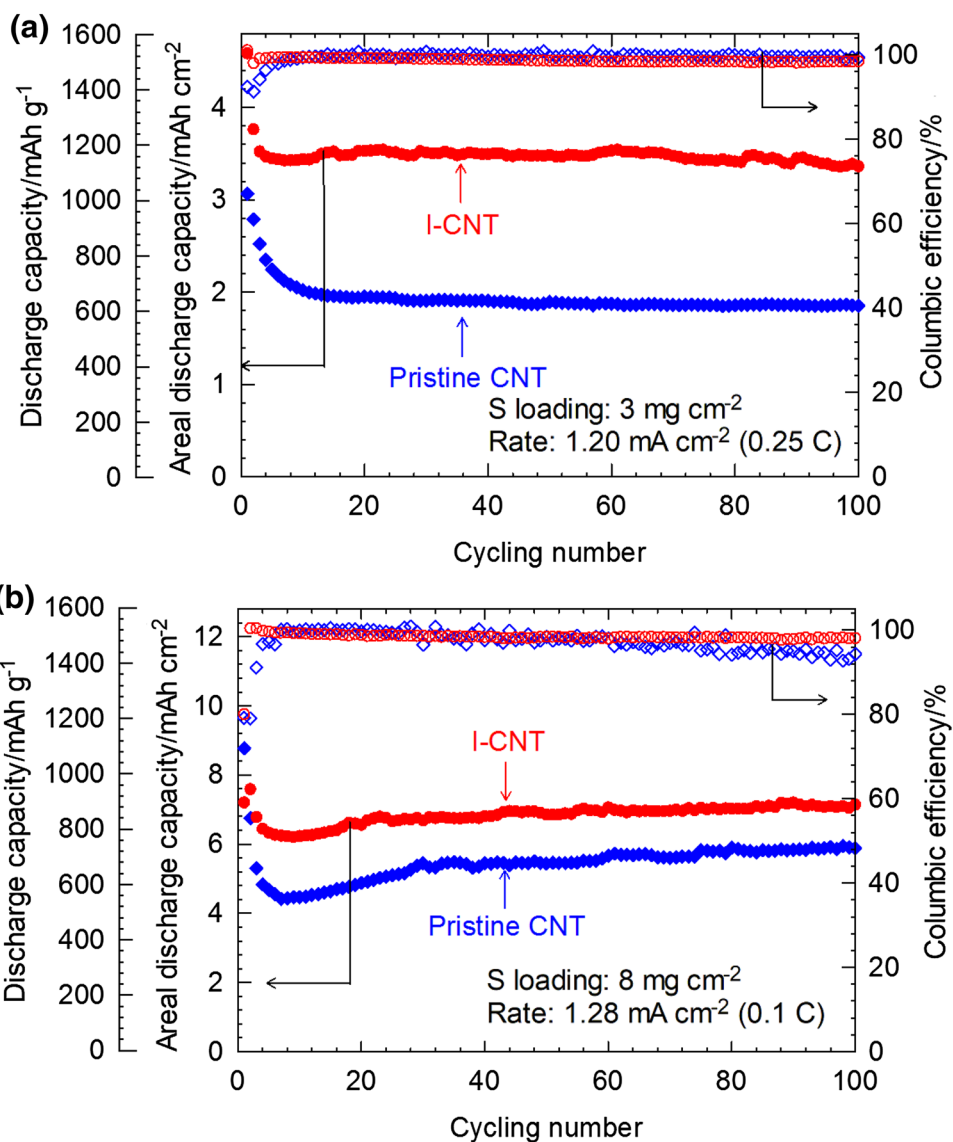 (a)
1600
1400
1200
1000
800
600
400
200
0
Discharge capacity/mAh g⁻¹
4
3
2
1
0
Areal discharge capacity/mAh cm⁻²
100
80
60
40
20
0
Columbic efficiency/%
I-CNT
Pristine CNT
S loading: 3 mg cm⁻²
Rate: 1.20 mA cm⁻² (0.25 C)
0 20 40 60 80 100
Cycling number
(b)
1600
1400
1200
1000
800
600
400
200
0
Discharge capacity/mAh g⁻¹
12
10
8
6
4
2
0
Areal discharge capacity/mAh cm⁻²
100
80
60
40
20
0
Columbic efficiency/%
I-CNT
Pristine CNT
S loading: 8 mg cm⁻²
Rate: 1.28 mA cm⁻² (0.1 C)
0 20 40 60 80 100
Cycling number